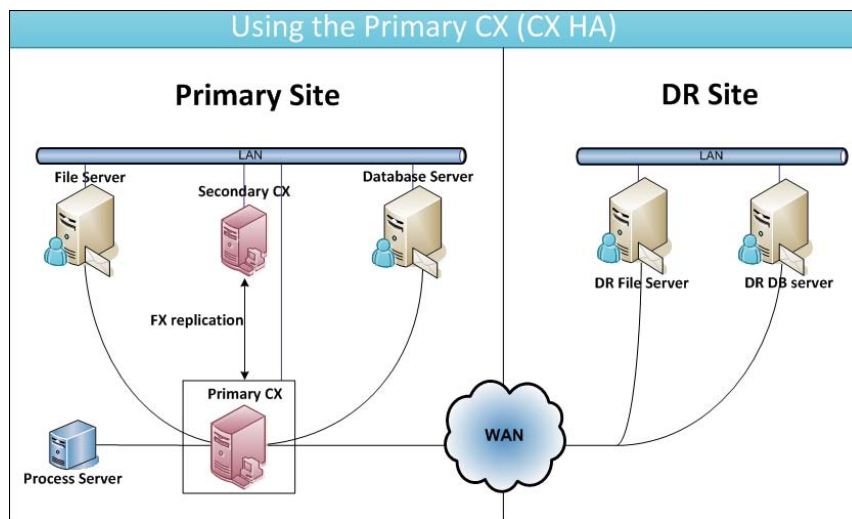 Using the Primary CX (CX HA)
Primary Site
DR Site
LAN
LAN
File Server
Secondary CX
Database Server
DR File Server
DR DB server
FX replication
Primary CX
WAN
Process Server